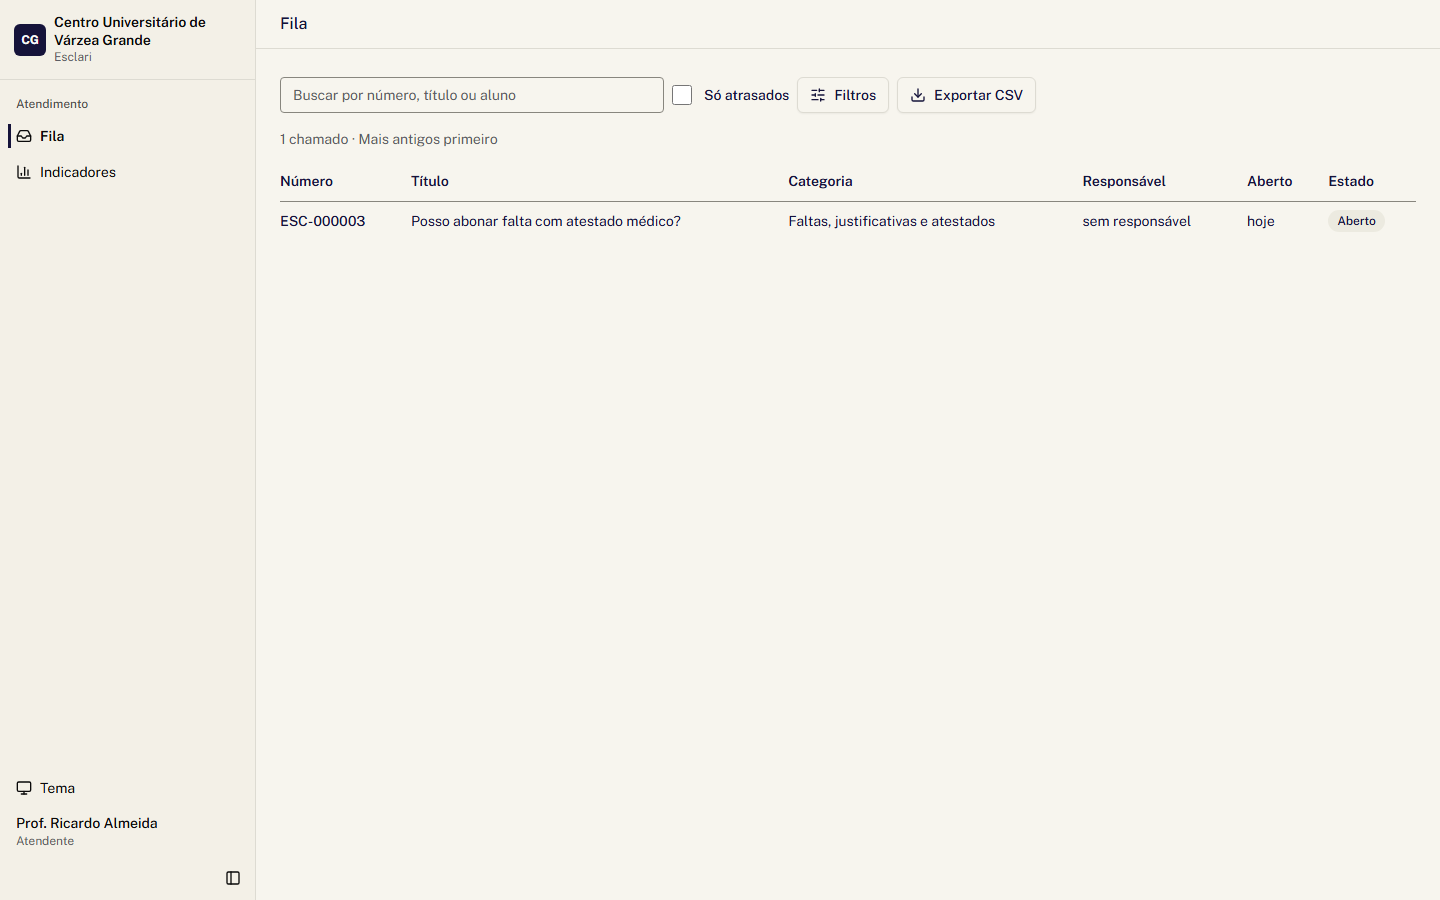 CG
Centro Universitário de
Várzea Grande
Esclari
Atendimento
Fila
Indicadores
Tema
Prof. Ricardo Almeida
Atendente
Fila
Buscar por número, título ou aluno
Só atrasados
Filtros
Exportar CSV
1 chamado · Mais antigos primeiro
Número Título Categoria Responsável Aberto Estado
ESC-000003 Posso abonar falta com atestado médico? Faltas, justificativas e atestados sem responsável hoje Aberto